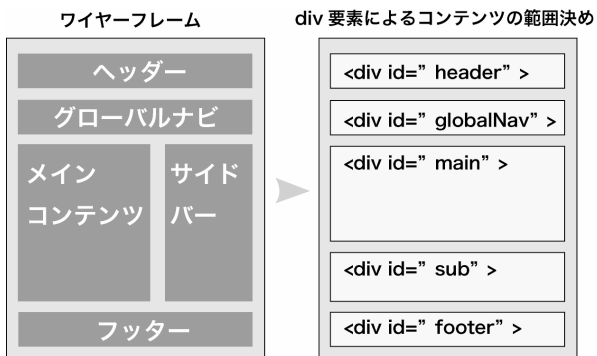 ワイヤーフレーム
ヘッダー
グローバルナビ
メイン
コンテンツ
サイド
バー
フッター
div 要素によるコンテンツの範囲決め
<div id=” header” >
<div id=” globalNav” >
<div id=” main” >
<div id=” sub” >
<div id=” footer” >